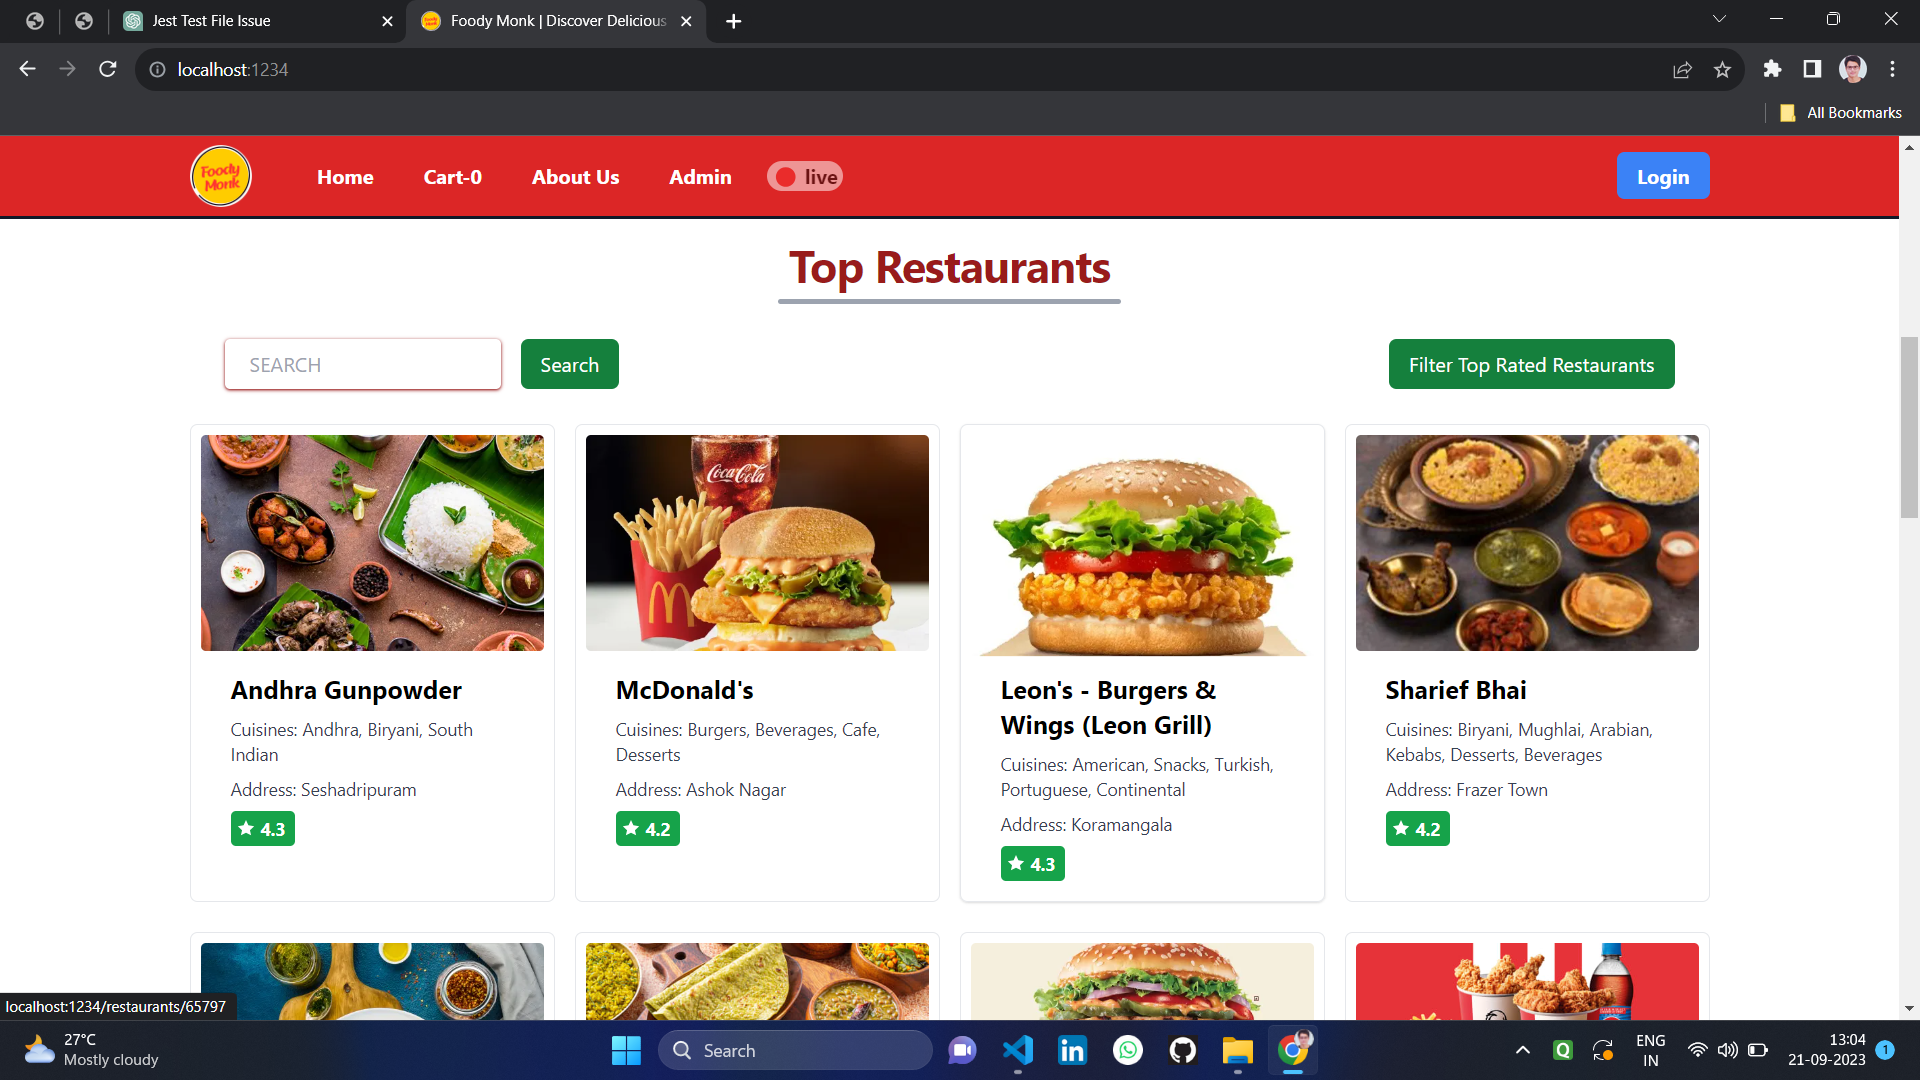 Jest Test File Issue
Foody Monk | Discover Delicious
localhost:1234
All Bookmarks
Foody
Monk
Home
Cart-0
About Us
Admin
live
Login
Top Restaurants
SEARCH
Search
Filter Top Rated Restaurants
Coca-Cola
Andhra Gunpowder
Cuisines: Andhra, Biryani, South
Indian
Address: Seshadripuram
★ 4.3
McDonald's
Cuisines: Burgers, Beverages, Cafe,
Desserts
Address: Ashok Nagar
★ 4.2
Leon's - Burgers &
Wings (Leon Grill)
Cuisines: American, Snacks, Turkish,
Portuguese, Continental
Address: Koramangala
★ 4.3
Sharief Bhai
Cuisines: Biryani, Mughlai, Arabian,
Kebabs, Desserts, Beverages
Address: Frazer Town
★ 4.2
localhost:1234/restaurants/65797
27°C
Mostly cloudy
Search
in
Q
ENG
IN
13:04
21-09-2023
1